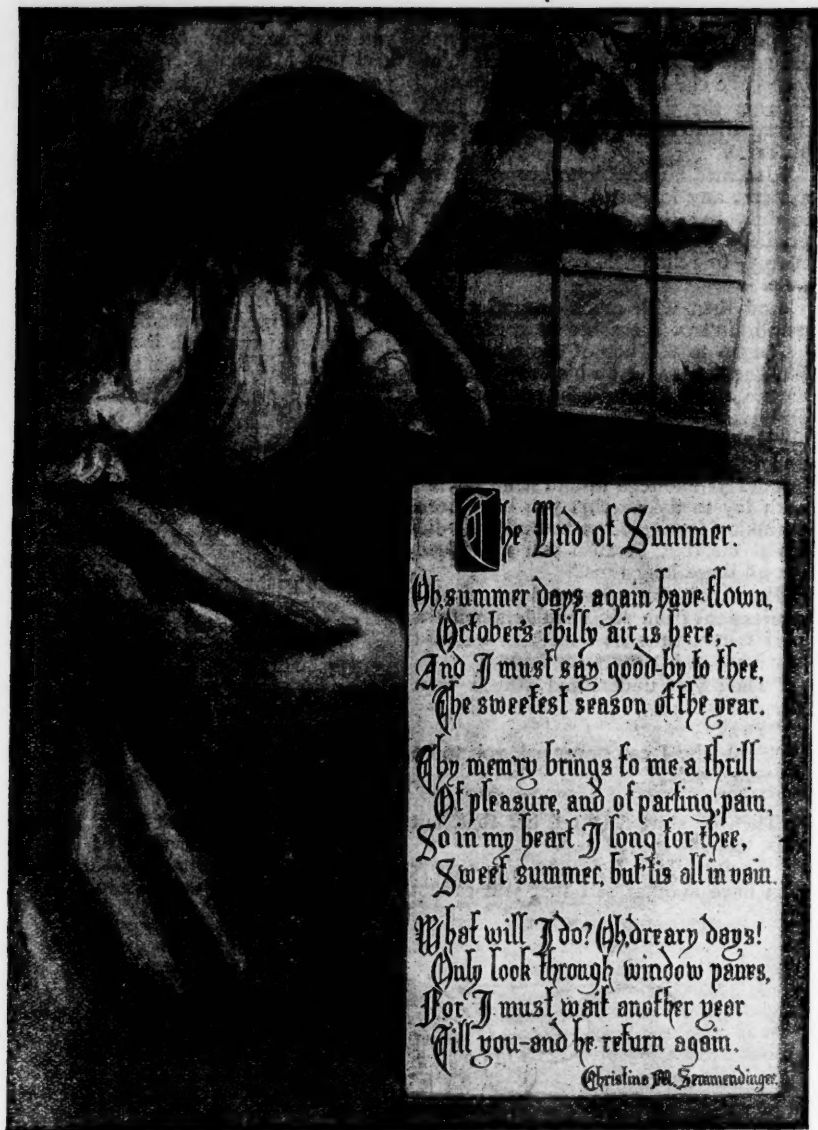 The End of Summer.
Oh, summer days again have flown,
October's chilly air is here,
And I must say good-by to thee,
The sweetest season of the year.
Thy mem'ry brings to me a thrill
Of pleasure, and of parting pain,
So in my heart I long for thee,
Sweet summer, but 'tis all in vain.
What will I do? Oh, dreary days!
Only look through window panes,
For I must wait another year
Till you-and he return again.
Christina M. Semmendinger.